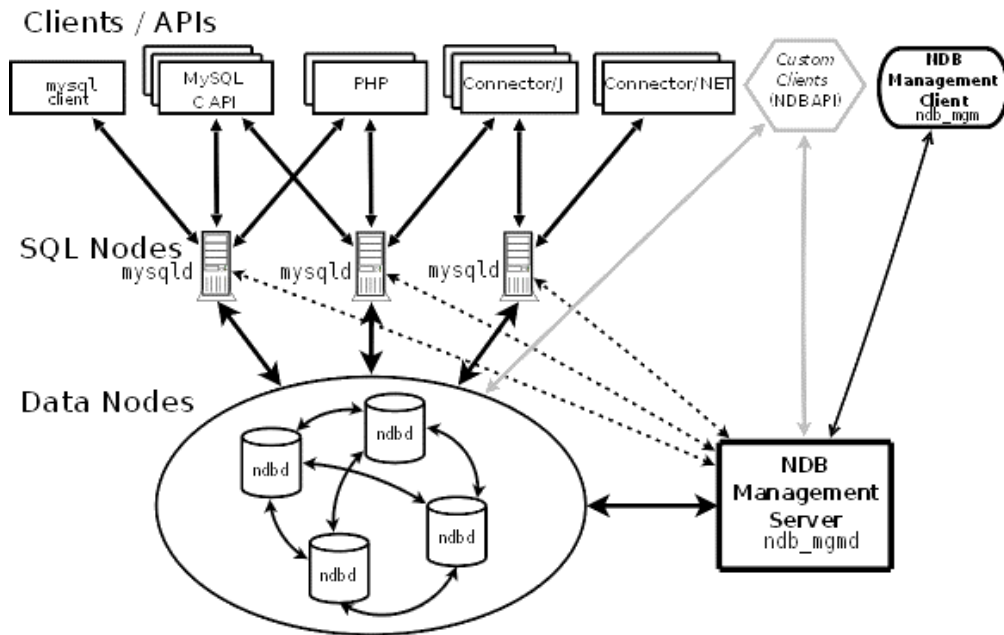 Clients / APIs
mysql
client
MySQL
C API
PHP
Connector/J
Connector/NET
Custom
Clients
(NDBAPI)
NDB
Management
Client
ndb_mgm
SQL Nodes
mysqld
mysqld
mysqld
Data Nodes
ndbd
ndbd
ndbd
ndbd
NDB
Management
Server
ndb_mgmd